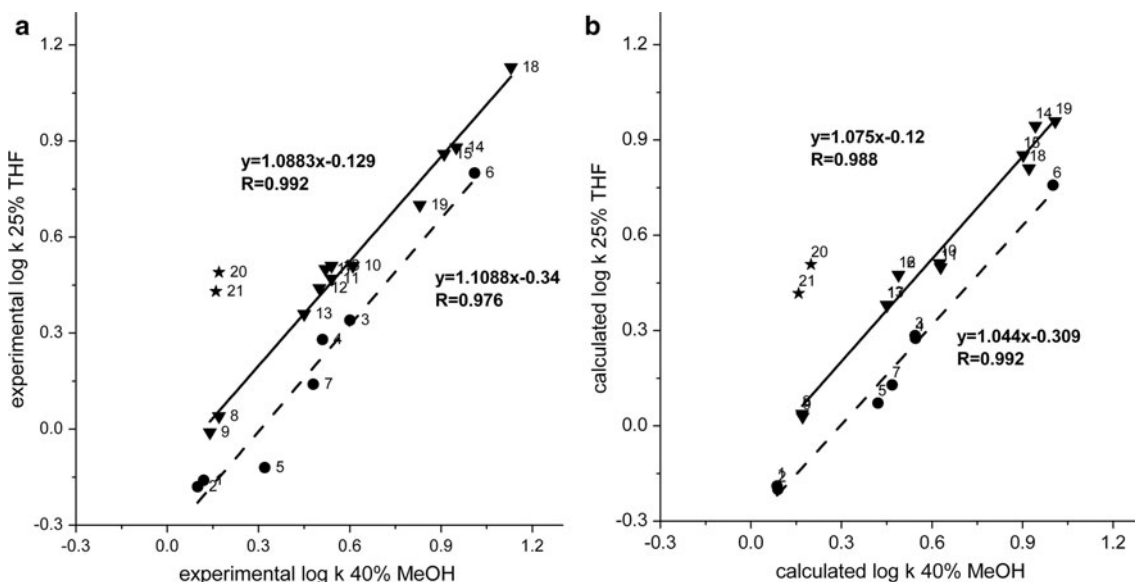 a
1.2
0.9
0.6
0.3
0.0
-0.3
experimental log k 25% THF
y=1.0883x-0.129
R=0.992
y=1.1088x-0.34
R=0.976
18
14
15
6
19
20
21
10
11
12
13
3
4
7
8
9
5
1
2
-0.3 0.0 0.3 0.6 0.9 1.2
experimental log k 40% MeOH
b
1.2
0.9
0.6
0.3
0.0
-0.3
calculated log k 25% THF
y=1.075x-0.12
R=0.988
y=1.044x-0.309
R=0.992
14
19
18
6
20
21
10
11
4
7
5
-0.3 0.0 0.3 0.6 0.9 1.2
calculated log k 40% MeOH